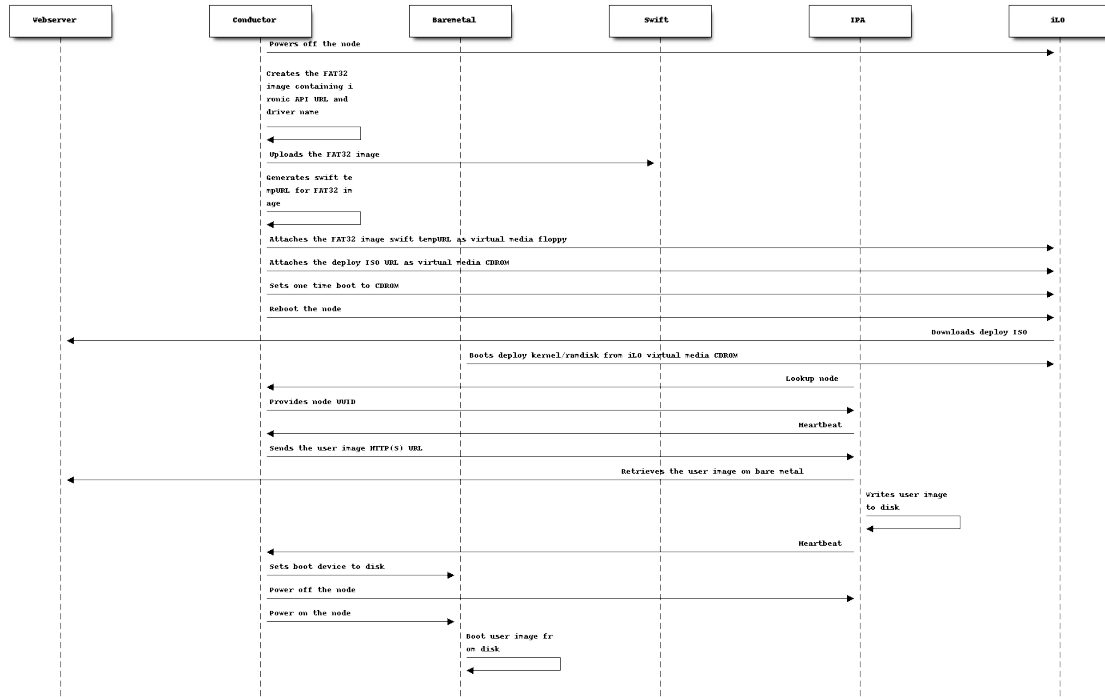 Webserver Conductor Baremetal Swift IPA iLO
Powers off the node
Creates the FAT32
image containing i
ronic API URL and
driver name
Uploads the FAT32 image
Generates swift te
mpURL for FAT32 im
age
Attaches the FAT32 image swift tempURL as virtual media floppy
Attaches the deploy ISO URL as virtual media CDROM
Sets one time boot to CDROM
Reboot the node
Downloads deploy ISO
Boots deploy kernel/ramdisk from iLO virtual media CDROM
Lookup node
Provides node UUID
Heartbeat
Sends the user image HTTP(S) URL
Retrieves the user image on bare metal
Writes user image
to disk
Heartbeat
Sets boot device to disk
Power off the node
Power on the node
Boot user image fr
om disk